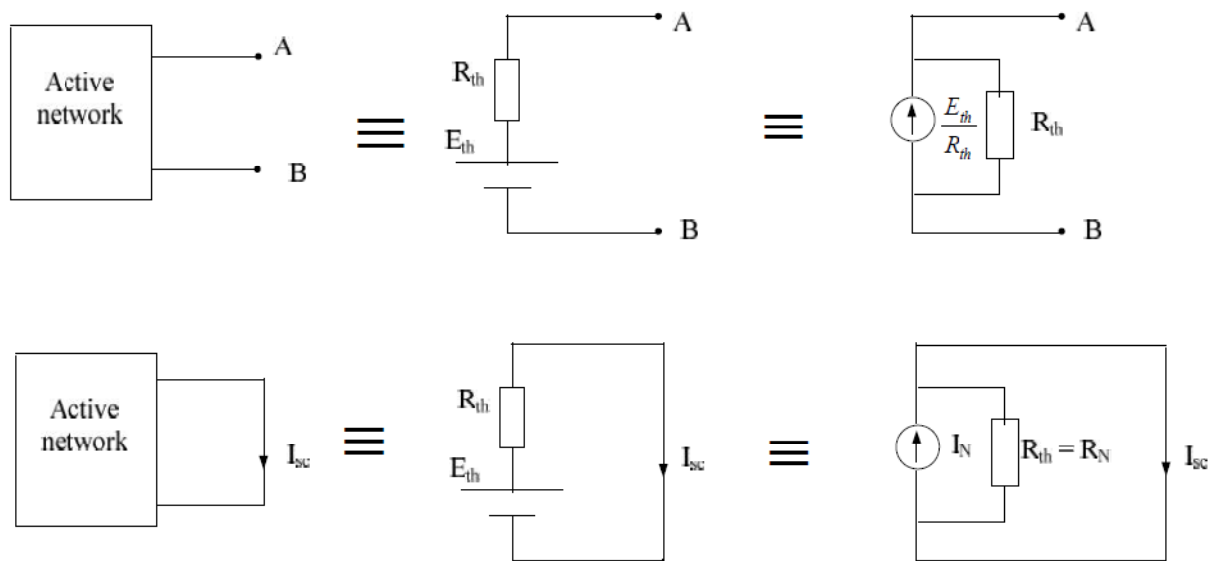 Active
network
A
B
≡
R_th
E_th
A
B
≡
E_th
R_th
R_th
A
B
Active
network
I_sc
≡
R_th
E_th
I_sc
≡
I_N
R_th = R_N
I_sc